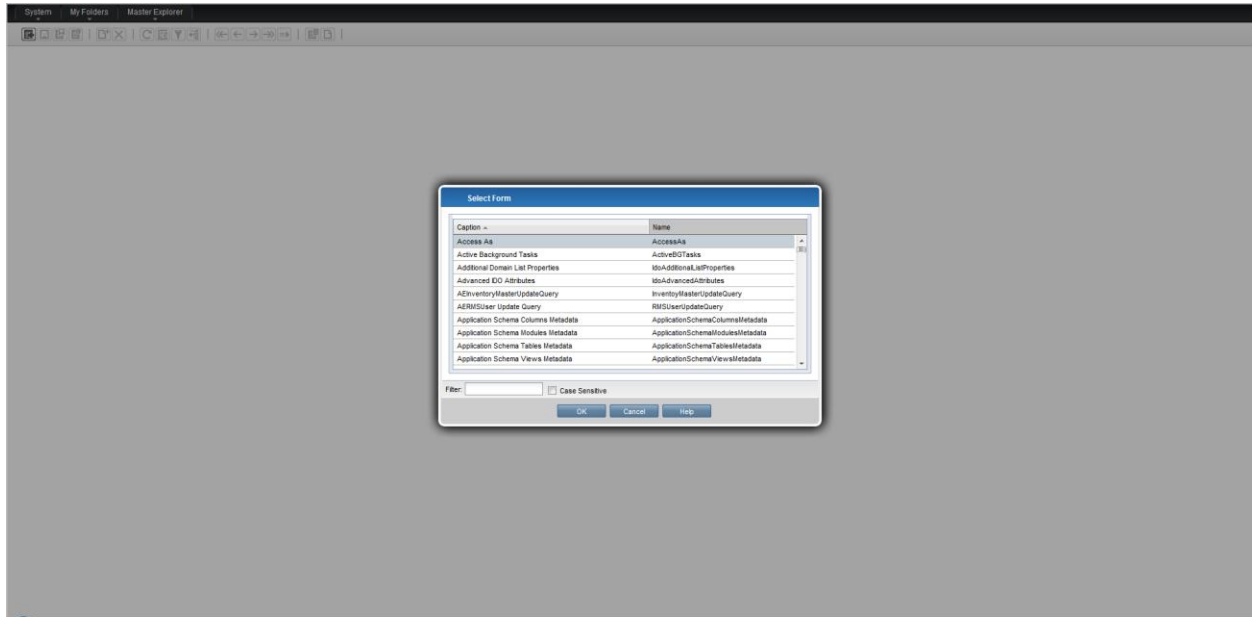 System My Folders Master Explorer
Select Form
Caption Name
Access As AccessAs
Active Background Tasks ActiveBGTasks
Additional Domain List Properties IdoAdditionalListProperties
Advanced IDO Attributes IdoAdvancedAttributes
AEInventoryMasterUpdateQuery InventoyMasterUpdateQuery
AERMSUser Update Query RMSUserUpdateQuery
Application Schema Columns Metadata ApplicationSchemaColumnsMetadata
Application Schema Modules Metadata ApplicationSchemaModulesMetadata
Application Schema Tables Metadata ApplicationSchemaTablesMetadata
Application Schema Views Metadata ApplicationSchemaViewsMetadata
Filter: Case Sensitive
OK Cancel Help